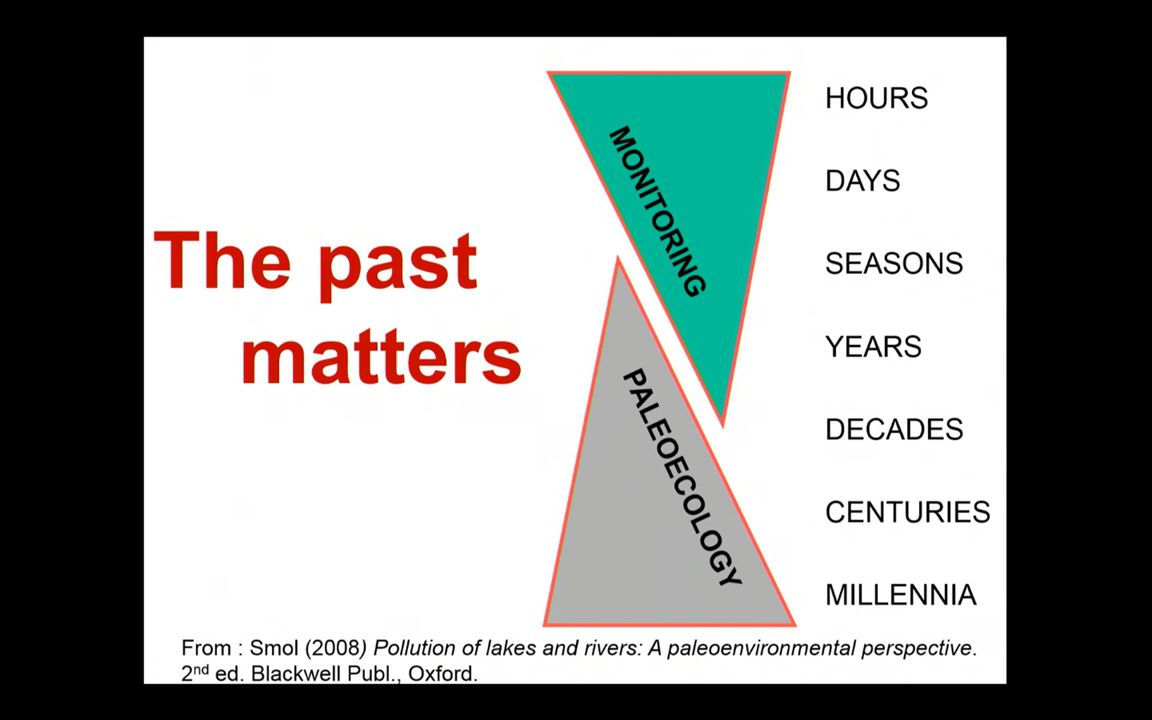 The past
matters
MONITORING
PALEOECOLOGY
HOURS
DAYS
SEASONS
YEARS
DECADES
CENTURIES
MILLENNIA
From : Smol (2008) Pollution of lakes and rivers: A paleoenvironmental perspective.
2nd ed. Blackwell Publ., Oxford.